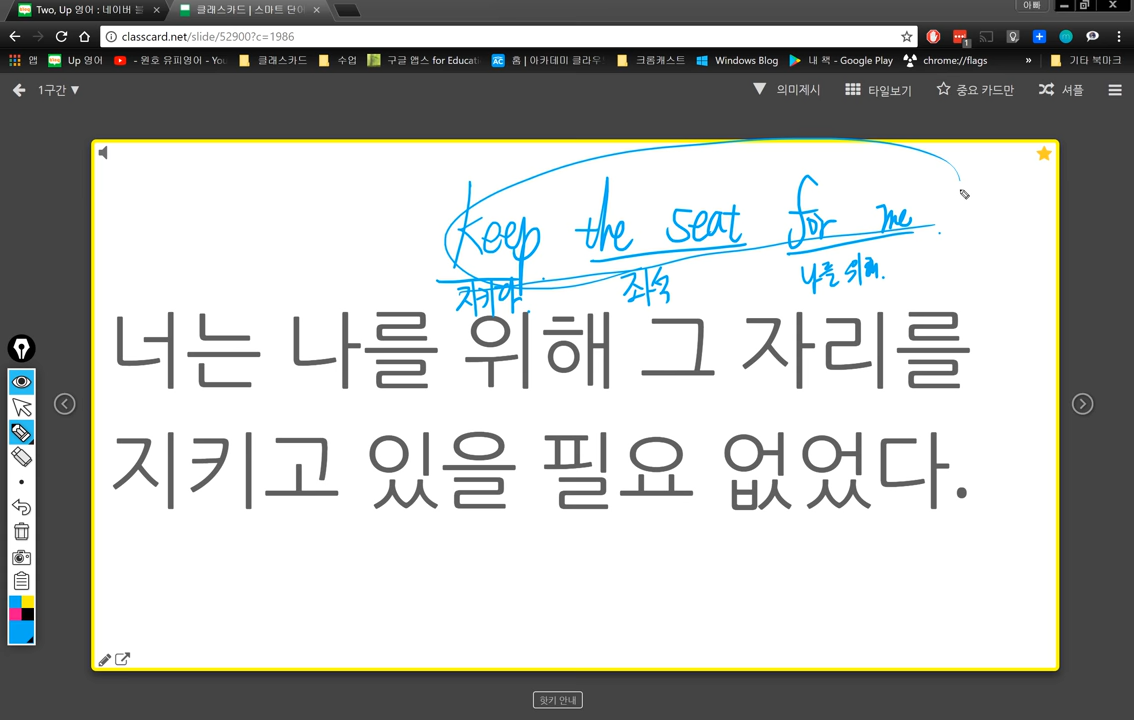 Two, Up 영어 : 네이버 블
클래스카드 | 스마트 단어
아빠
classcard.net/slide/52900?c=1986
앱
Up 영어
- 원호 유피영어 - You
클래스카드
수업
구글 앱스 for Educati
홈 | 아카데미 클라우
크롬캐스트
Windows Blog
내 책 - Google Play
chrome://flags
»
기타 북마크
1구간 ▼
▼ 의미제시
타일보기
중요 카드만
셔플
keep the seat for me.
지키야. 좌석 나를 위해.
너는 나를 위해 그 자리를
지키고 있을 필요 없었다.
핫키 안내